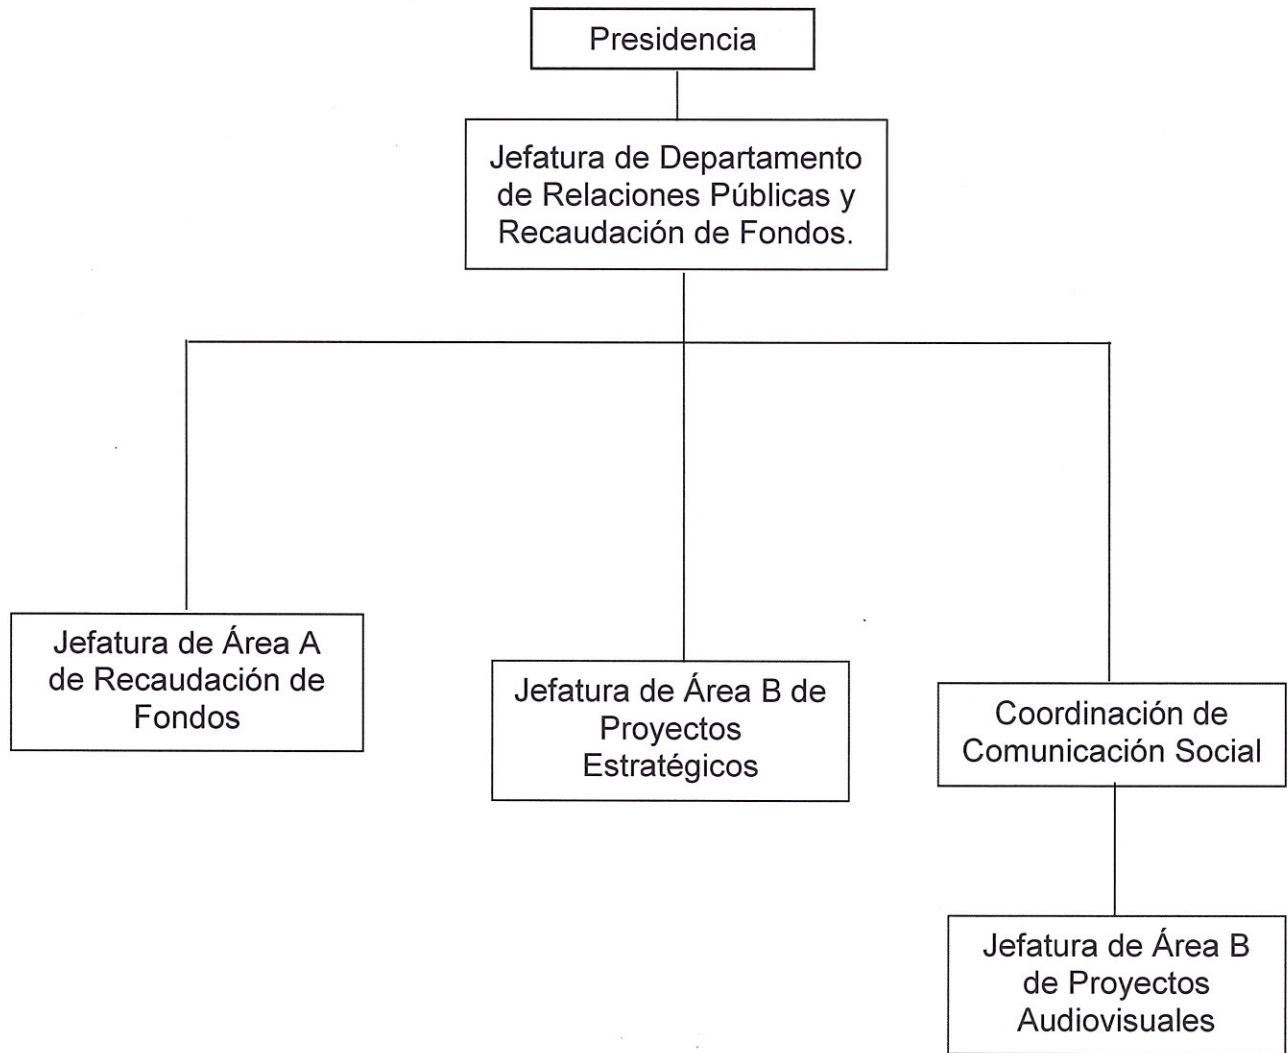 Presidencia
Jefatura de Departamento
de Relaciones Públicas y
Recaudación de Fondos.
Jefatura de Área A
de Recaudación de
Fondos
Jefatura de Área B de
Proyectos
Estratégicos
Coordinación de
Comunicación Social
Jefatura de Área B
de Proyectos
Audiovisuales